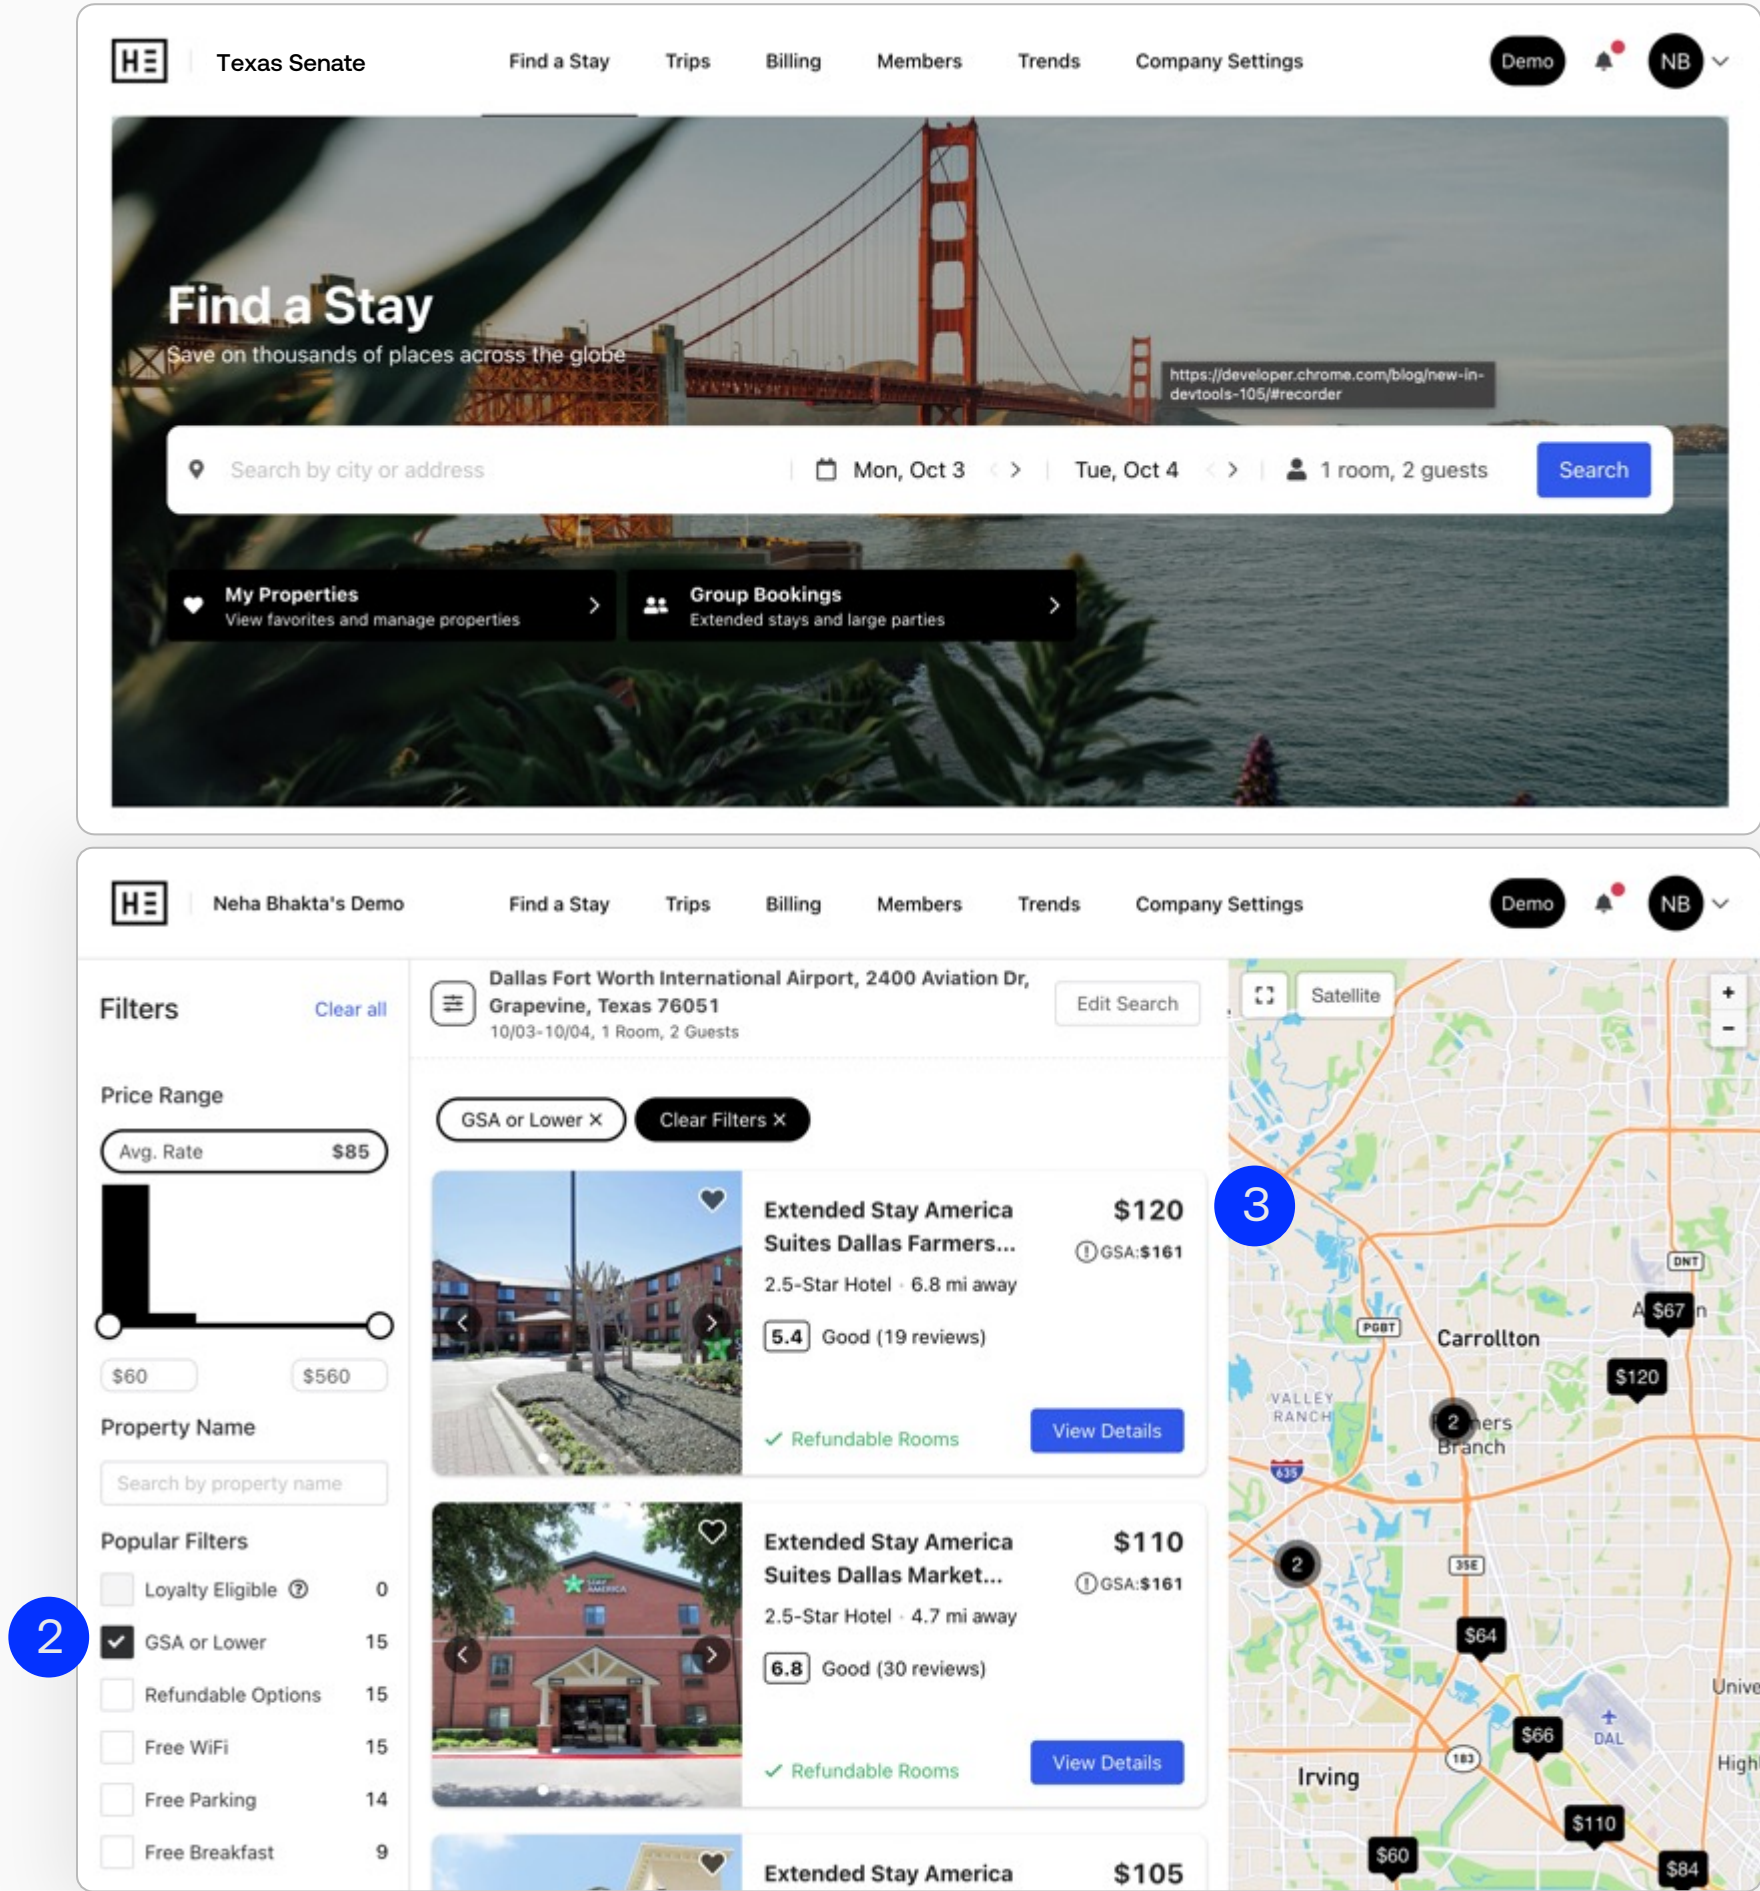 HE
Texas Senate
Find a Stay
Trips
Billing
Members
Trends
Company Settings
Demo
NB
Find a Stay
Save on thousands of places across the globe
https://developer.chrome.com/blog/new-in-
devtools-105/#recorder
Search by city or address
Mon, Oct 3
Tue, Oct 4
1 room, 2 guests
Search
My Properties
View favorites and manage properties
Group Bookings
Extended stays and large parties
HE
Neha Bhakta's Demo
Find a Stay
Trips
Billing
Members
Trends
Company Settings
Demo
NB
Filters
Clear all
Price Range
Avg. Rate
$85
$60
$560
Property Name
Search by property name
Popular Filters
Loyalty Eligible
0
2
GSA or Lower
15
Refundable Options
15
Free WiFi
15
Free Parking
14
Free Breakfast
9
Dallas Fort Worth International Airport, 2400 Aviation Dr,
Grapevine, Texas 76051
10/03-10/04, 1 Room, 2 Guests
Edit Search
GSA or Lower ×
Clear Filters ×
3
Extended Stay America
Suites Dallas Farmers...
$120
GSA:$161
2.5-Star Hotel · 6.8 mi away
5.4 Good (19 reviews)
✓ Refundable Rooms
View Details
Extended Stay America
Suites Dallas Market...
$110
GSA:$161
2.5-Star Hotel · 4.7 mi away
6.8 Good (30 reviews)
✓ Refundable Rooms
View Details
Extended Stay America
$105
Satellite
+
−
DNT
$67
PGBT
Carrollton
$120
VALLEY
RANCH
2
Branch
635
2
35E
$64
$66
DAL
183
Irving
$110
$60
$84